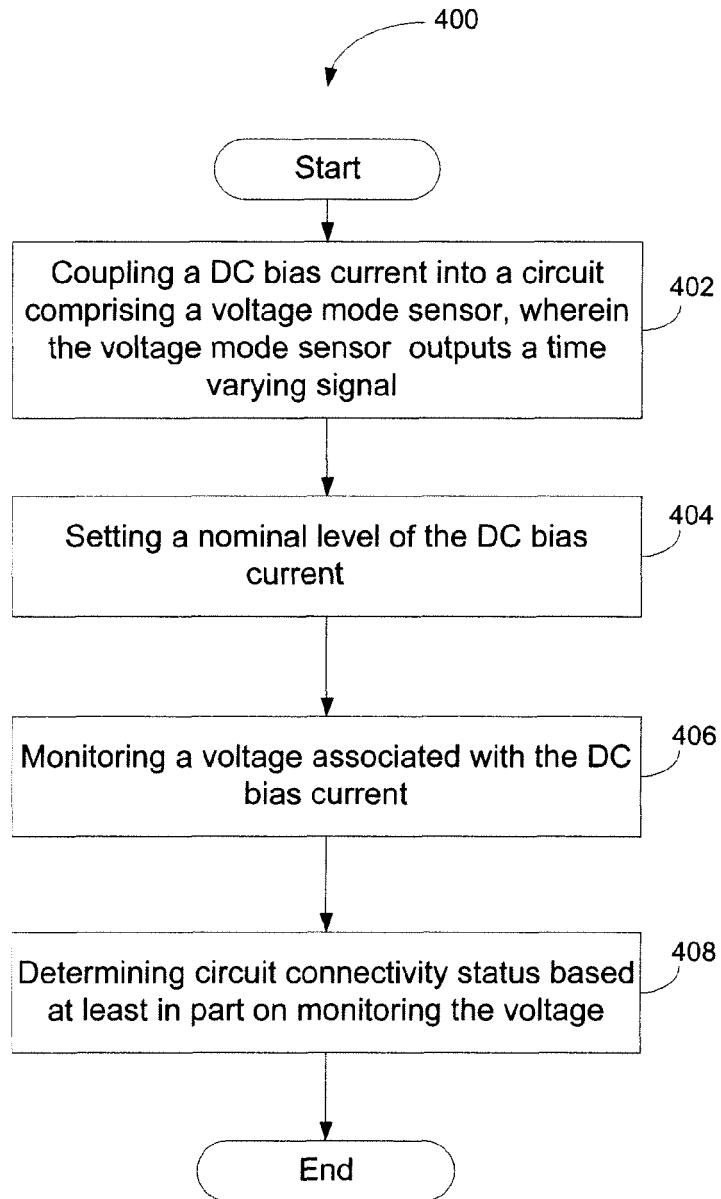 400
Start
Coupling a DC bias current into a circuit
comprising a voltage mode sensor, wherein
the voltage mode sensor outputs a time
varying signal
402
Setting a nominal level of the DC bias
current
404
Monitoring a voltage associated with the DC
bias current
406
Determining circuit connectivity status based
at least in part on monitoring the voltage
408
End